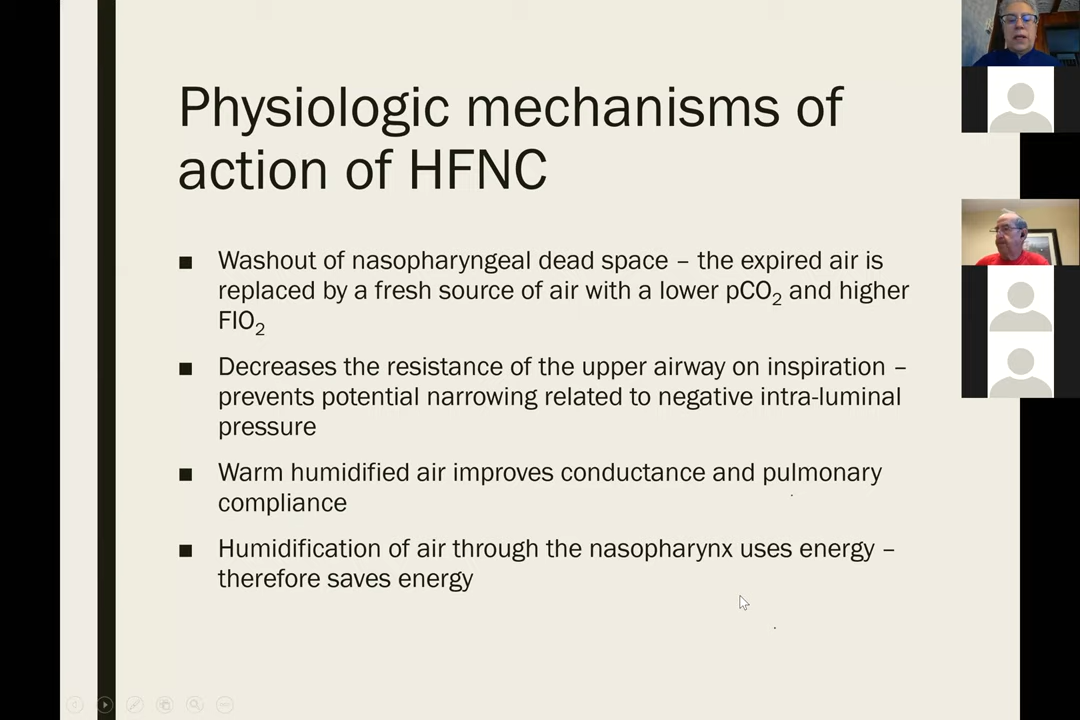 Physiologic mechanisms of
action of HFNC
■ Washout of nasopharyngeal dead space – the expired air is
replaced by a fresh source of air with a lower pCO₂ and higher
FIO₂
■ Decreases the resistance of the upper airway on inspiration –
prevents potential narrowing related to negative intra-luminal
pressure
■ Warm humidified air improves conductance and pulmonary
compliance
■ Humidification of air through the nasopharynx uses energy –
therefore saves energy